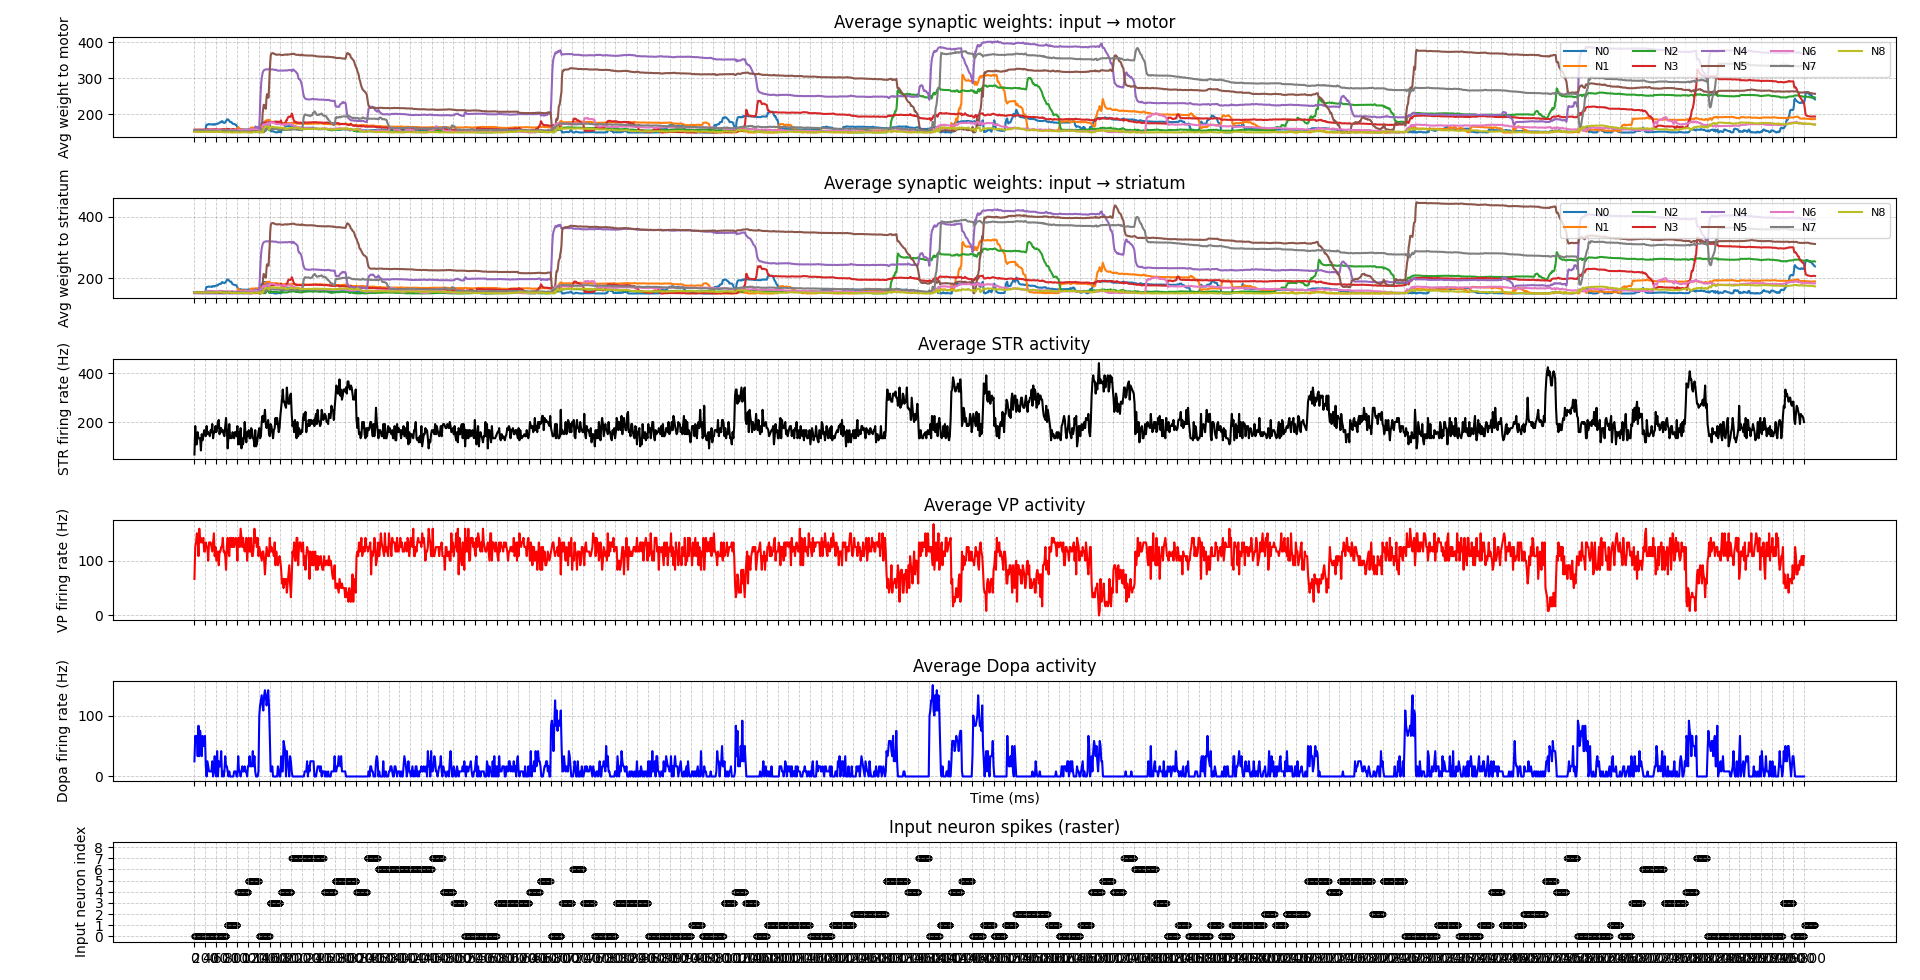 Average synaptic weights: input → motor
Avg weight to motor
400
300
200
N0 N2 N4 N6 N8
N1 N3 N5 N7
Average synaptic weights: input → striatum
Avg weight to striatum
400
200
N0 N2 N4 N6 N8
N1 N3 N5 N7
Average STR activity
STR firing rate (Hz)
400
200
Average VP activity
VP firing rate (Hz)
100
0
Average Dopa activity
Dopa firing rate (Hz)
100
0
Time (ms)
Input neuron spikes (raster)
Input neuron index
8
7
6
5
4
3
2
1
0